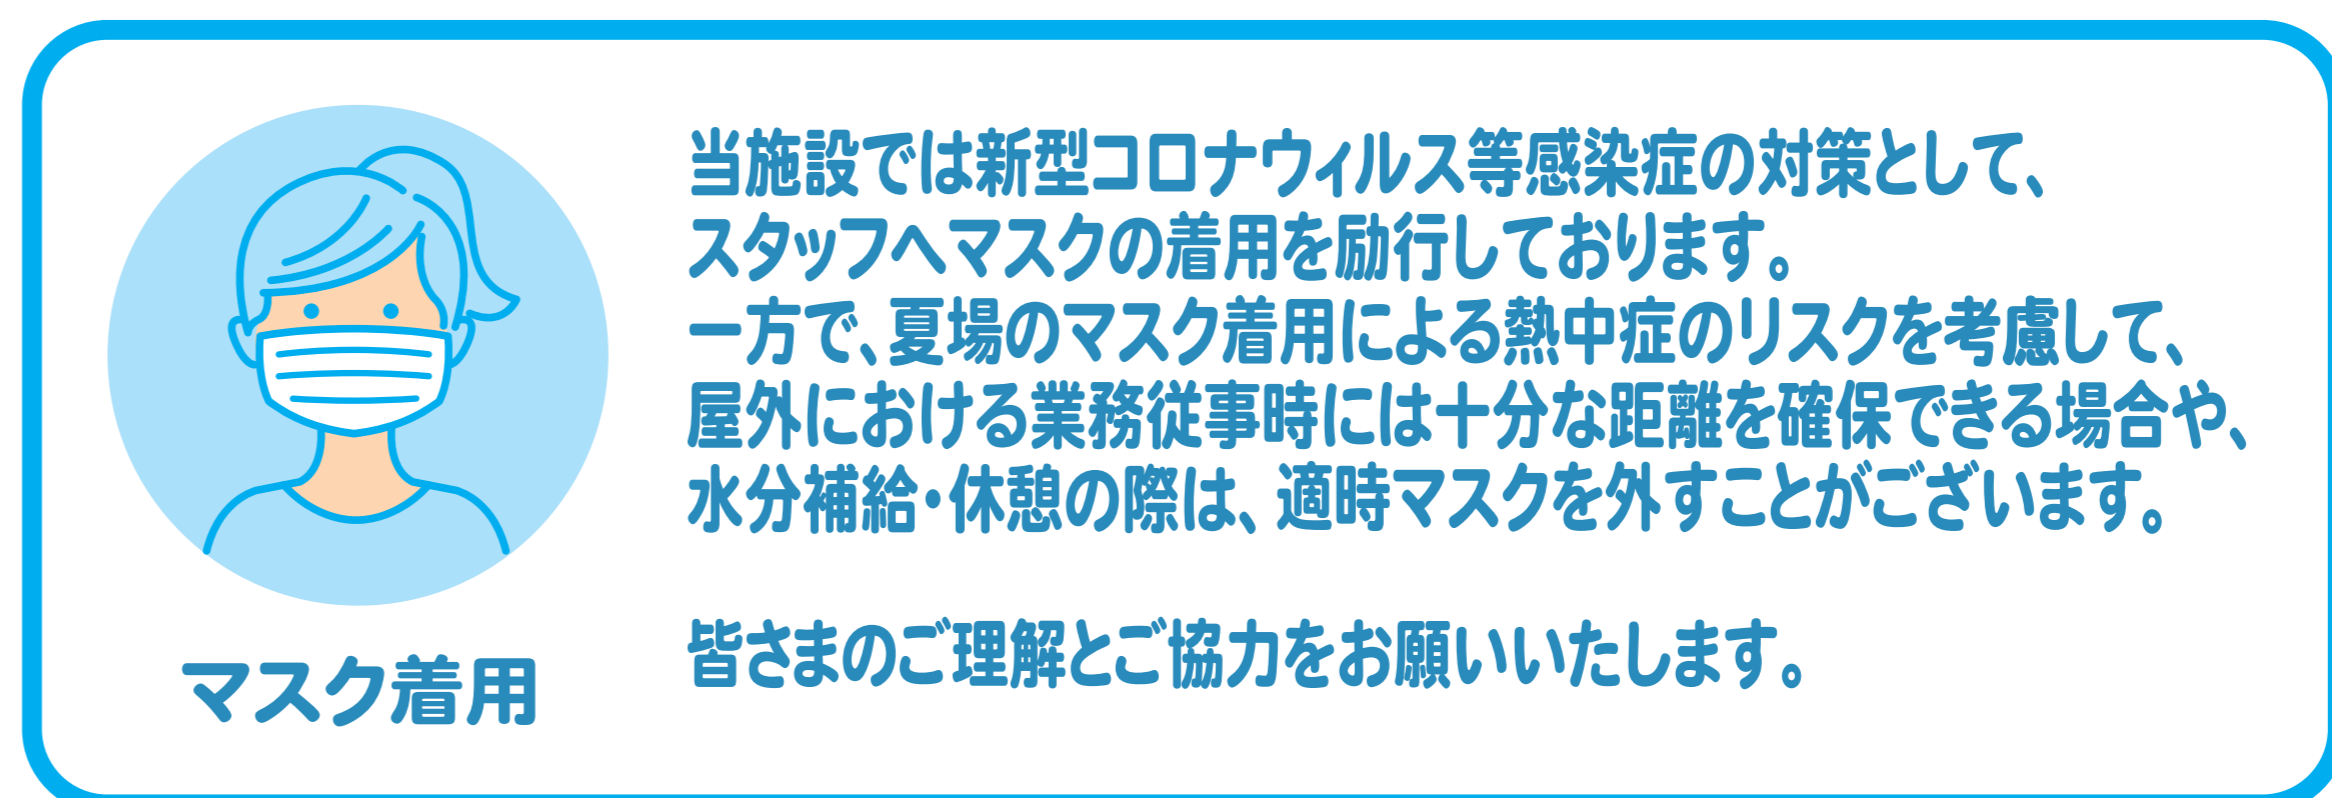 当施設では新型コロナウィルス等感染症の対策として、
スタッフへマスクの着用を励行しております。
一方で、夏場のマスク着用による熱中症のリスクを考慮して、
屋外における業務従事時には十分な距離を確保できる場合や、
水分補給・休憩の際は、適時マスクを外すことがございます。
皆さまのご理解とご協力をお願いいたします。
マスク着用